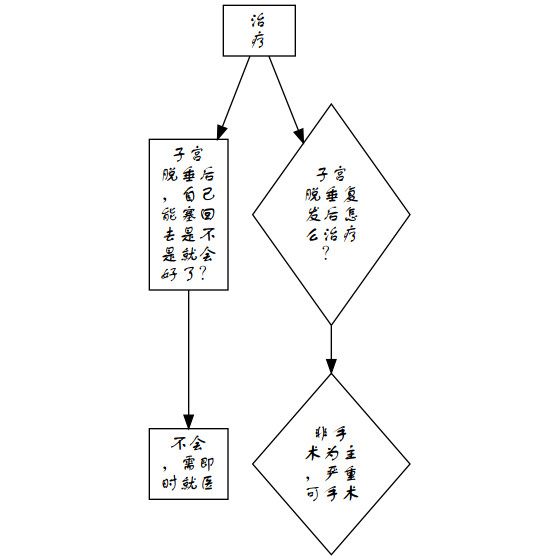 治
疗
子宫
脱垂后
，自己
能塞回
去是不
是就会
好了？
子宫
脱垂复
发后怎
么治疗
？
不会
，需即
时就医
非手
术为主
，严重
可手术